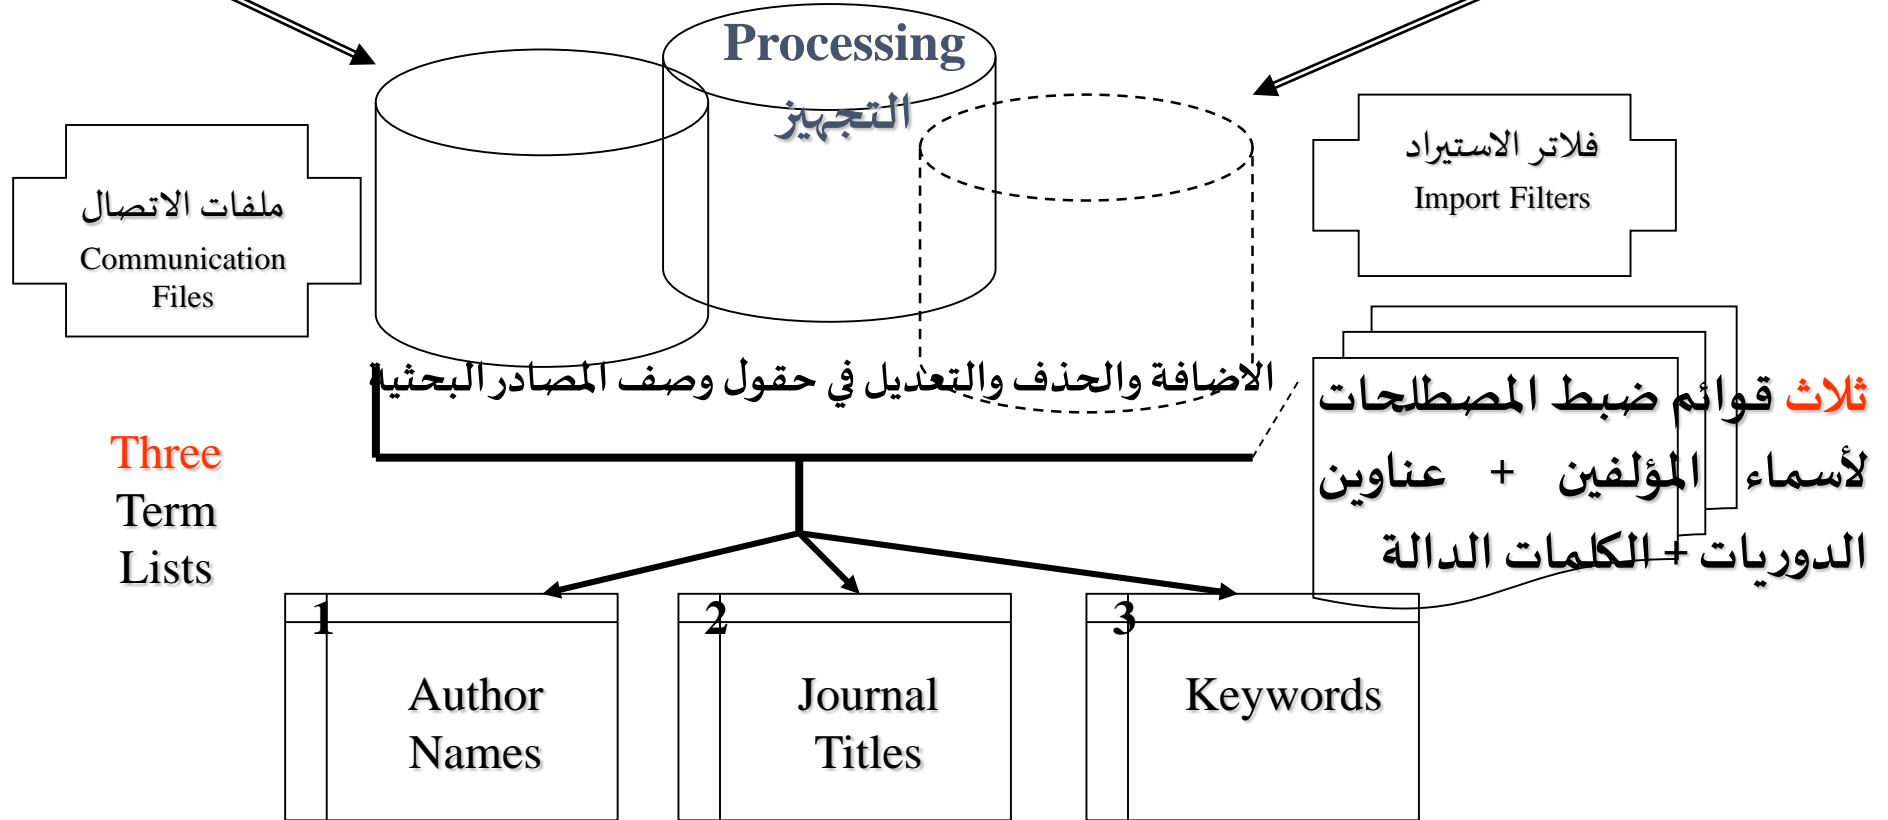 Processing
التجهيز
فلاتر الاستيراد
Import Filters
ملفات الاتصال
Communication
Files
الاضافة والحذف والتعديل في حقول وصف المصادر البحثية
ثلاث قوائم ضبط المصطلحات
لأسماء المؤلفين + عناوين
الدوريات + الكلمات الدالة
Three
Term
Lists
1
Author
Names
2
Journal
Titles
3
Keywords